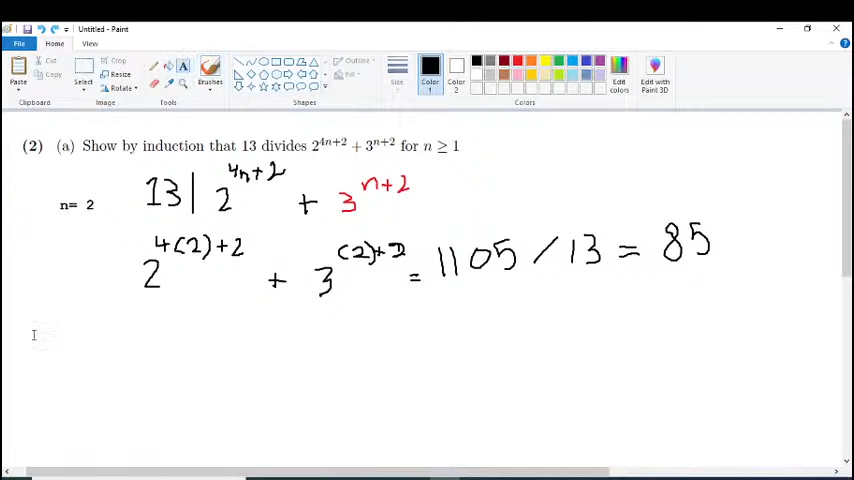 Untitled - Paint
File Home View
Paste Cut Copy Select Crop Resize Rotate A Brushes Outline Fill Size Color 1 Color 2 Edit colors Edit with Paint 3D
Clipboard Image Tools Shapes Colors
(2) (a) Show by induction that 13 divides 2^{4n+2} + 3^{n+2} for n ≥ 1
13 | 2^{4n+2} + 3^{n+2}
n= 2
2^{4(2)+2} + 3^{(2)+2} = 1105 / 13 = 85